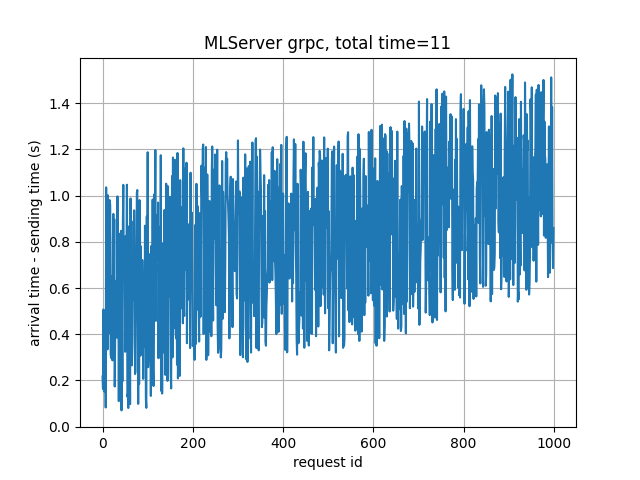 MLServer grpc, total time=11
arrival time - sending time (s)
1.4
1.2
1.0
0.8
0.6
0.4
0.2
0.0
0 200 400 600 800 1000
request id